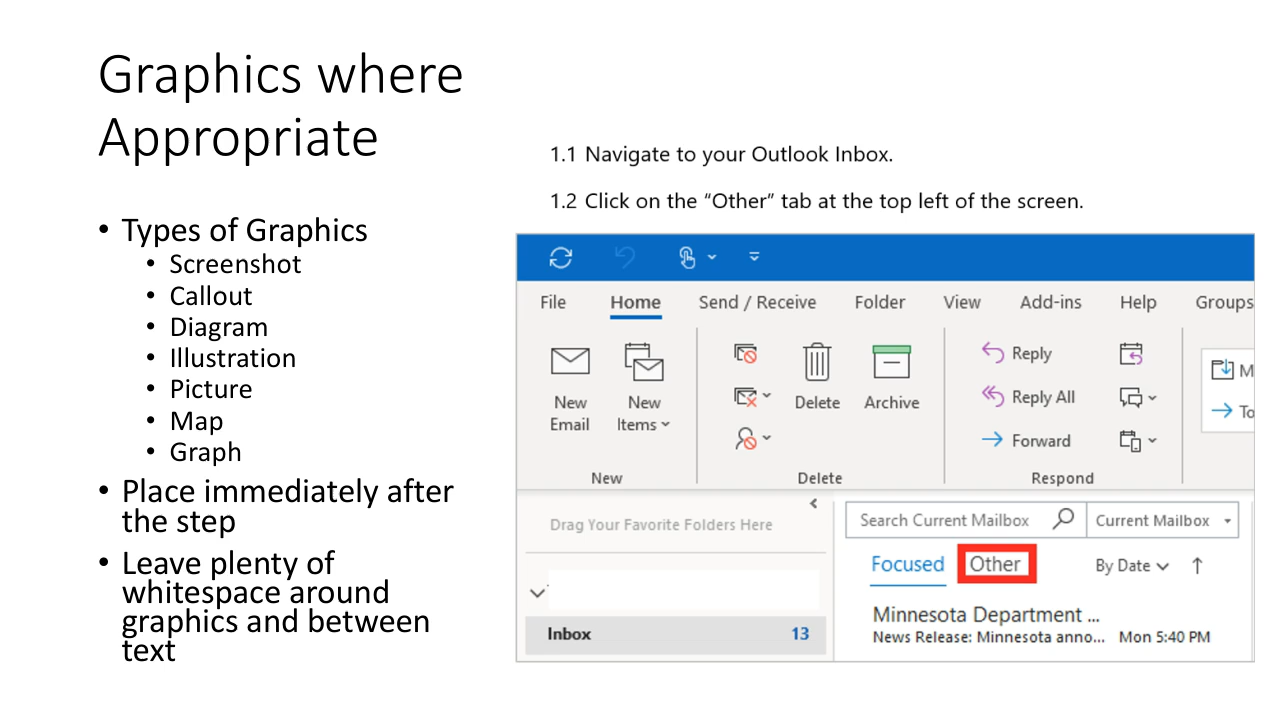 Graphics where
Appropriate
• Types of Graphics
• Screenshot
• Callout
• Diagram
• Illustration
• Picture
• Map
• Graph
• Place immediately after
the step
• Leave plenty of
whitespace around
graphics and between
text
1.1 Navigate to your Outlook Inbox.
1.2 Click on the “Other” tab at the top left of the screen.
File Home Send / Receive Folder View Add-ins Help Groups
New
Email
New
Items
Delete
Archive
Reply
Reply All
Forward
M
To
New Delete Respond
Drag Your Favorite Folders Here
Inbox 13
Search Current Mailbox Current Mailbox
Focused Other By Date
Minnesota Department ...
News Release: Minnesota anno... Mon 5:40 PM